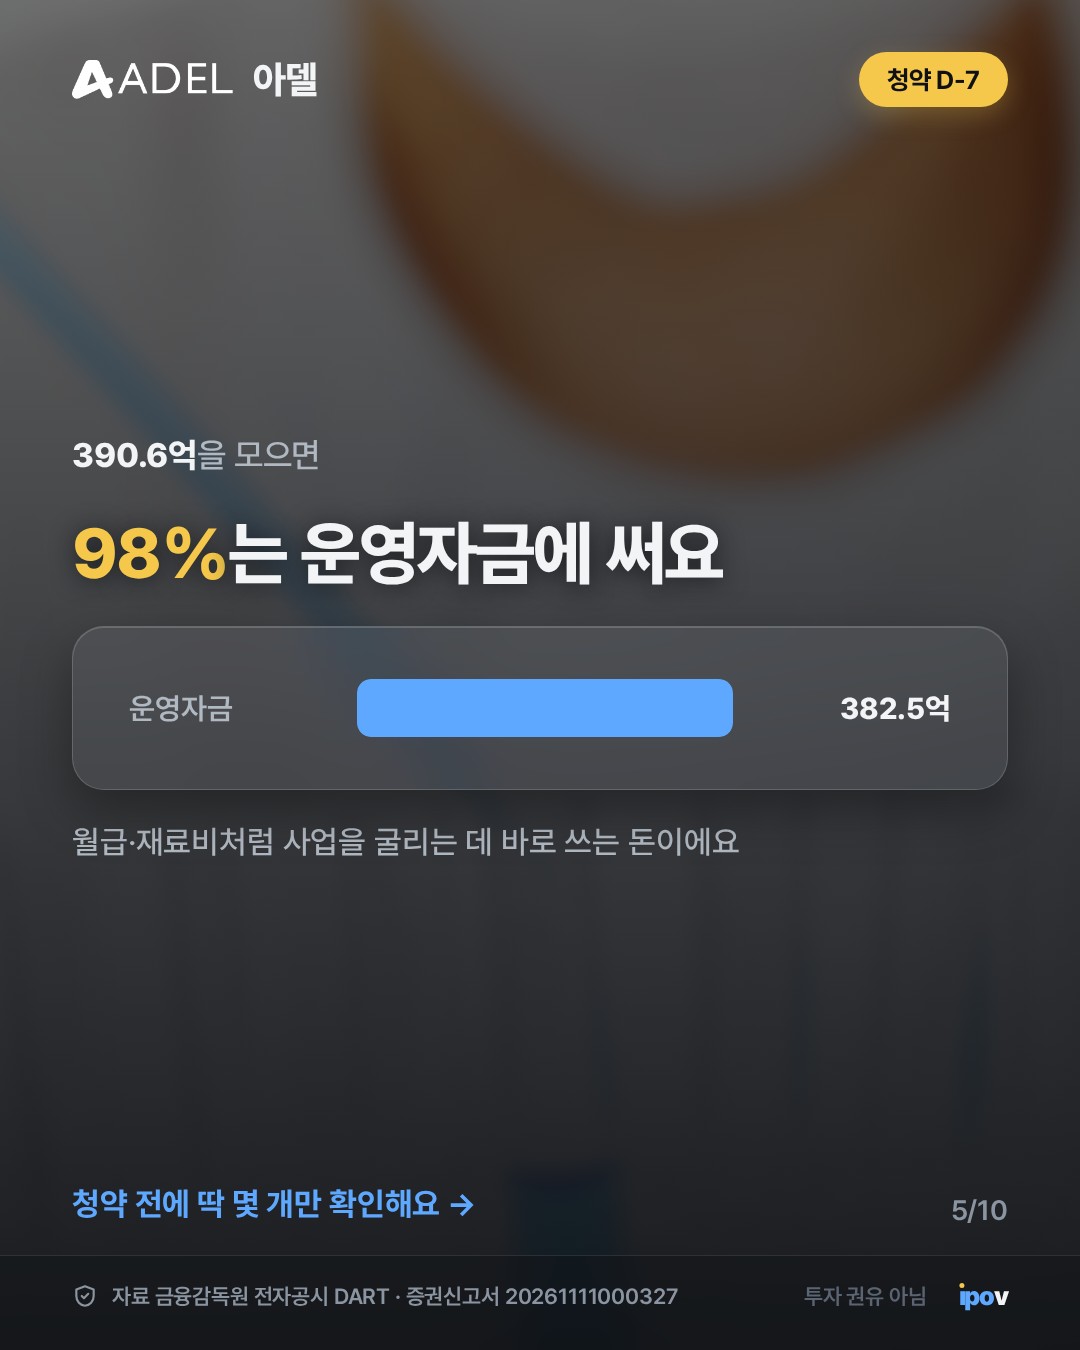 ADEL 아델
청약 D-7
390.6억을 모으면
98%는 운영자금에 써요
운영자금 382.5억
월급·재료비처럼 사업을 굴리는 데 바로 쓰는 돈이에요
청약 전에 딱 몇 개만 확인해요 →
5/10
자료 금융감독원 전자공시 DART · 증권신고서 20261111000327
투자 권유 아님 ipov